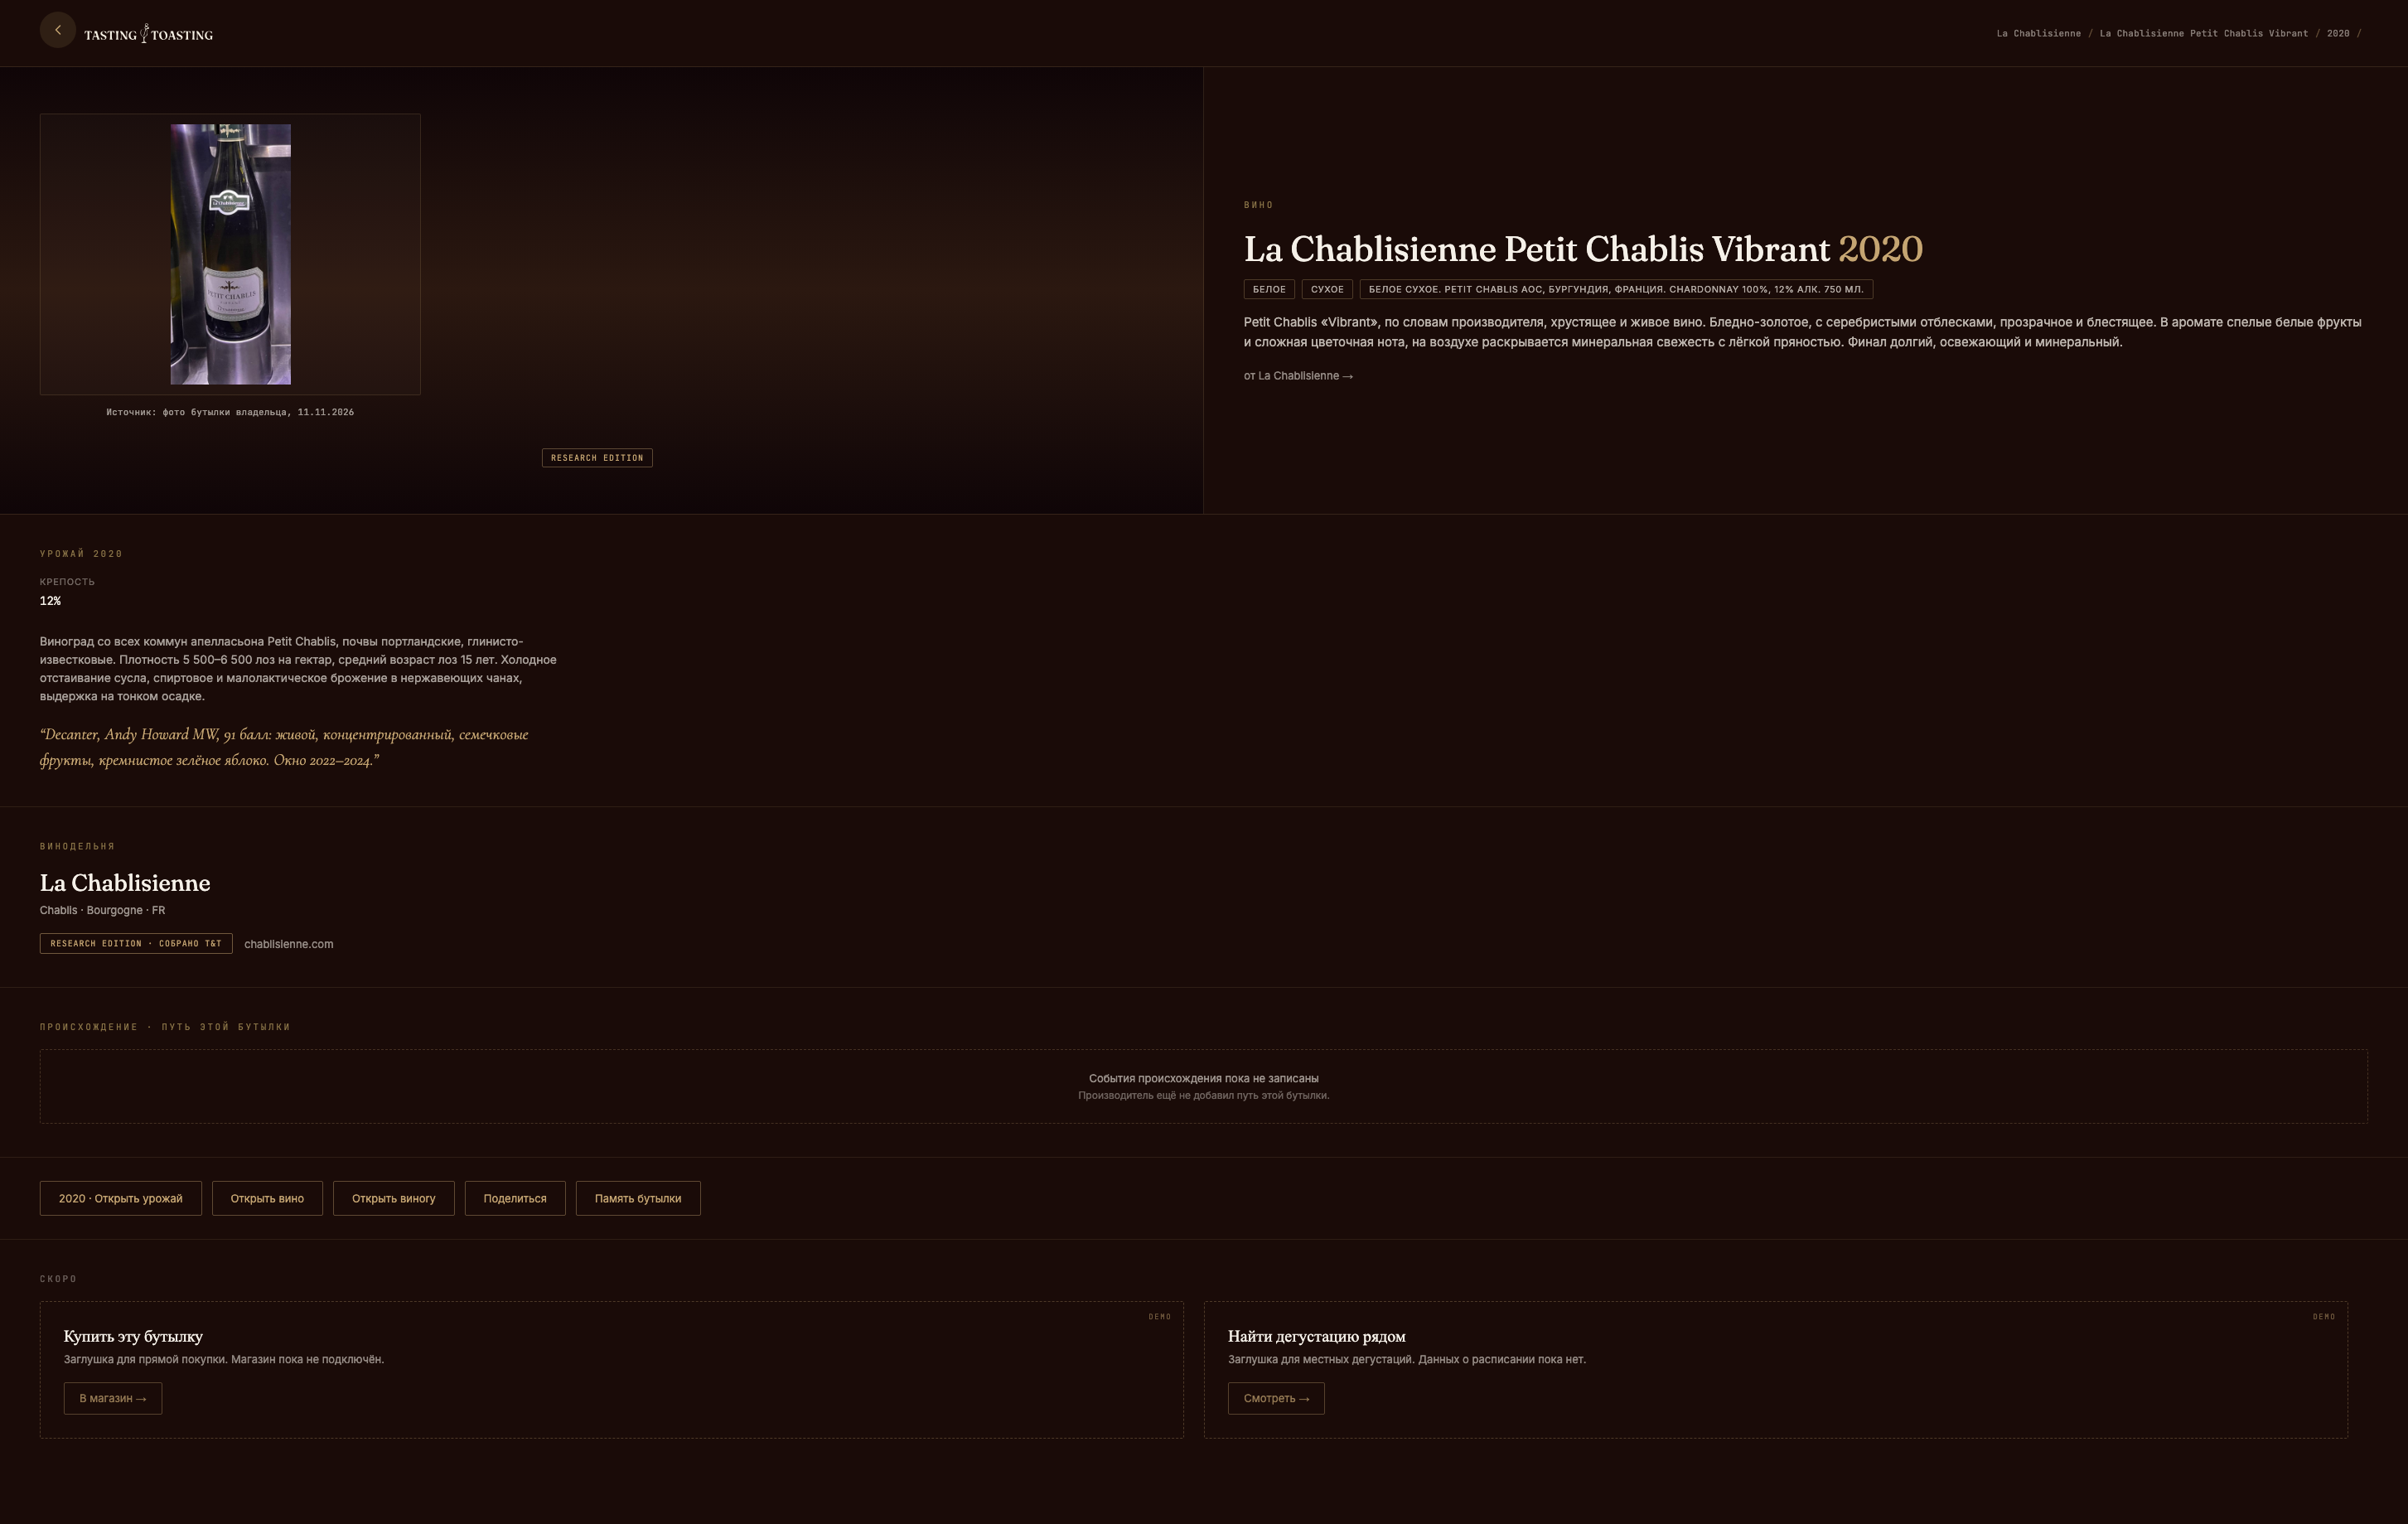 TASTING TOASTING
La Chablisienne / La Chablisienne Petit Chablis Vibrant / 2020 /
La Chablisienne
PETIT CHABLIS
Источник: фото бутылки владельца, 11.11.2026
RESEARCH EDITION
ВИНО
La Chablisienne Petit Chablis Vibrant 2020
БЕЛОЕ
СУХОЕ
БЕЛОЕ СУХОЕ. PETIT CHABLIS AOC, БУРГУНДИЯ, ФРАНЦИЯ. CHARDONNAY 100%, 12% АЛК. 750 МЛ.
Petit Chablis «Vibrant», по словам производителя, хрустящее и живое вино. Бледно-золотое, с серебристыми отблесками, прозрачное и блестящее. В аромате спелые белые фрукты
и сложная цветочная нота, на воздухе раскрывается минеральная свежесть с лёгкой пряностью. Финал долгий, освежающий и минеральный.
от La Chablisienne →
УРОЖАЙ 2020
КРЕПОСТЬ
12%
Виноград со всех коммун апелласьона Petit Chablis, почвы портландские, глинисто-
известковые. Плотность 5 500–6 500 лоз на гектар, средний возраст лоз 15 лет. Холодное
отстаивание сусла, спиртовое и малолактическое брожение в нержавеющих чанах,
выдержка на тонком осадке.
“Decanter, Andy Howard MW, 91 балл: живой, концентрированный, семечковые
фрукты, кремнистое зелёное яблоко. Окно 2022–2024.”
ВИНОДЕЛЬНЯ
La Chablisienne
Chablis · Bourgogne · FR
RESEARCH EDITION · СОБРАНО T&T
chablisienne.com
ПРОИСХОЖДЕНИЕ · ПУТЬ ЭТОЙ БУТЫЛКИ
События происхождения пока не записаны
Производитель ещё не добавил путь этой бутылки.
2020 · Открыть урожай
Открыть вино
Открыть виногу
Поделиться
Память бутылки
СКОРО
DEMO
Купить эту бутылку
Заглушка для прямой покупки. Магазин пока не подключён.
В магазин →
DEMO
Найти дегустацию рядом
Заглушка для местных дегустаций. Данных о расписании пока нет.
Смотреть →